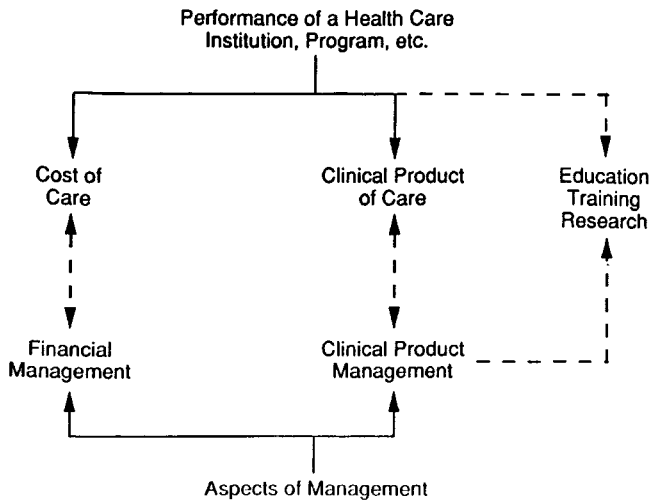 Performance of a Health Care
Institution, Program, etc.
Cost of
Care
Clinical Product
of Care
Education
Training
Research
Financial
Management
Clinical Product
Management
Aspects of Management